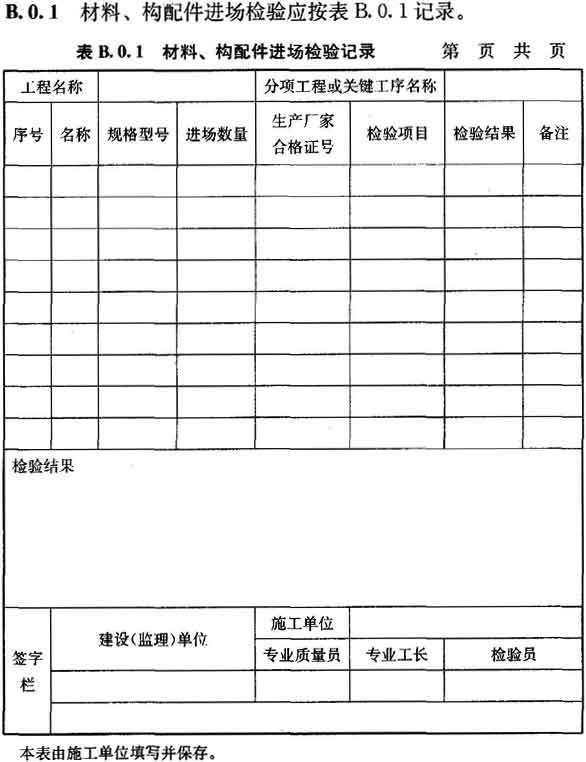 B.0.1 材料、构配件进场检验应按表 B.0.1 记录。
表 B.0.1 材料、构配件进场检验记录 第 页 共 页
工程名称 分项工程或关键工序名称
序号 名称 规格型号 进场数量 生产厂家 合格证号 检验项目 检验结果 备注
检验结果
签字栏 建设(监理)单位 施工单位
专业质量员 专业工长 检验员
本表由施工单位填写并保存。